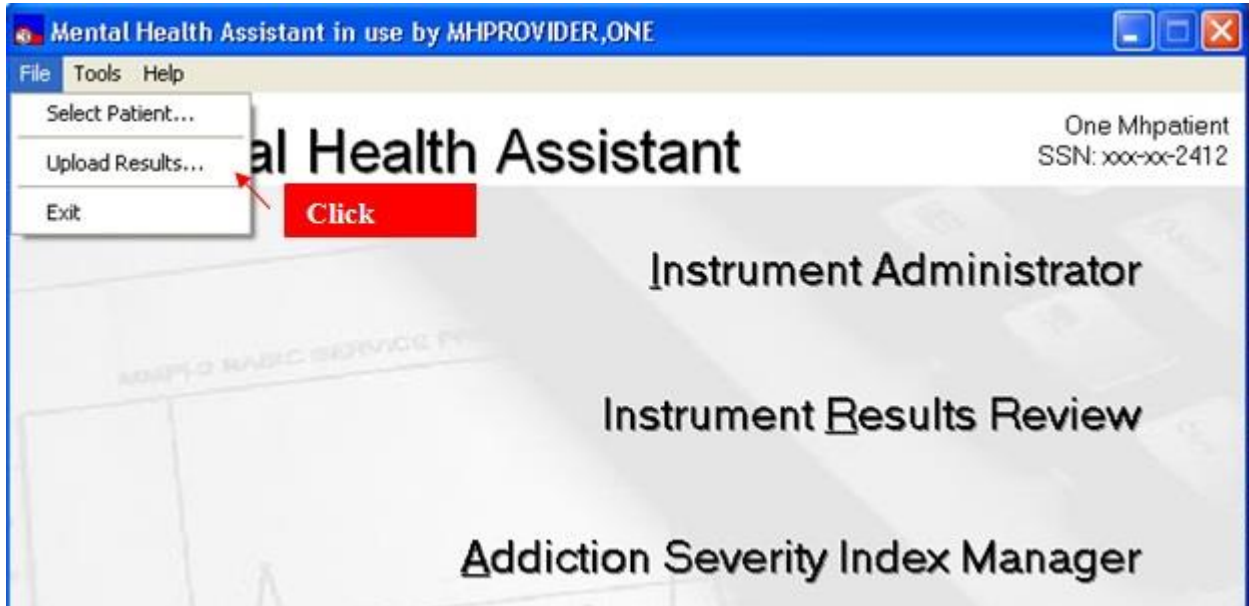 Mental Health Assistant in use by MHPROVIDER,ONE
File Tools Help
Select Patient...
Upload Results...
Exit
al Health Assistant
One Mhpatient
SSN: xxx-xx-2412
Click
Instrument Administrator
Instrument Results Review
Addiction Severity Index Manager